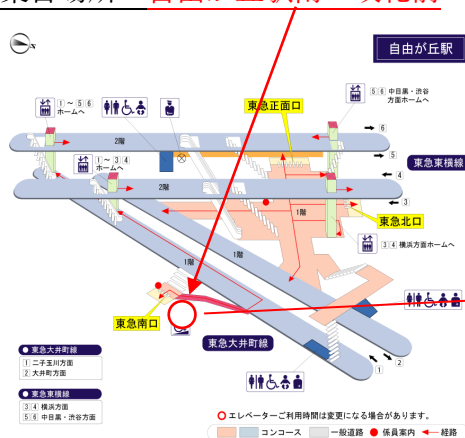 自由が丘駅
①～⑤⑥
ホームへ
⑤⑥中目黒・渋谷
方面ホームへ
東急正面口
2階
⑥
⑤
東急東横線
①～③④
ホームへ
2階
④
③
1階
東急北口
③④横浜方面ホームへ
1階
1階
東急南口
東急大井町線
①
②
●東急大井町線
①二子玉川方面
②大井町方面
●東急東横線
③④横浜方面
⑤⑥中目黒・渋谷方面
○エレベーターご利用時間は変更になる場合があります。
コンコース 一般道路 ●係員案内 経路